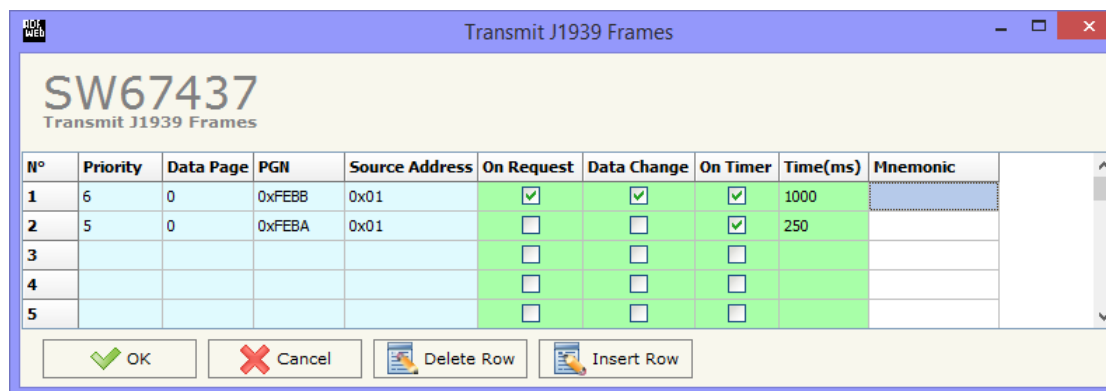 ADF
WEB
Transmit J1939 Frames
SW67437
Transmit J1939 Frames
N° Priority Data Page PGN Source Address On Request Data Change On Timer Time(ms) Mnemonic
1 6 0 0xFEBB 0x01 1000
2 5 0 0xFEBA 0x01 250
3
4
5
OK Cancel Delete Row Insert Row